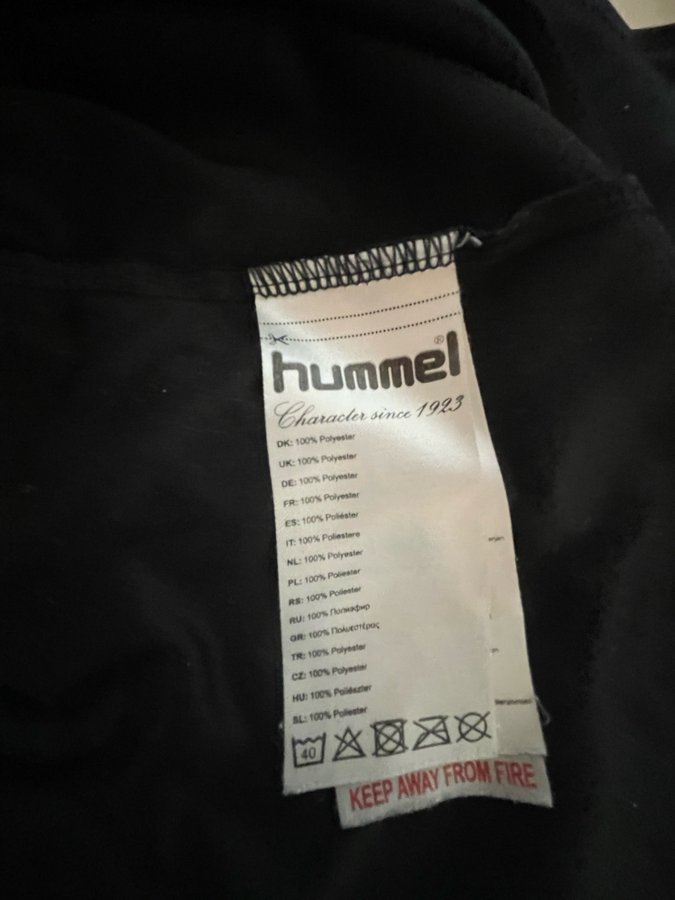 hummel®
Character since 1923
DK: 100% Polyester
UK: 100% Polyester
DE: 100% Polyester
FR: 100% Polyester
ES: 100% Poliéster
IT: 100% Poliestere
NL: 100% Polyester
PL: 100% Poliester
RS: 100% Poliester
RU: 100% Полиэфир
GR: 100% Πολυεστέρας
TR: 100% Polyester
CZ: 100% Polyester
HU: 100% Poliészter
SL: 100% Poliester
40
KEEP AWAY FROM FIRE